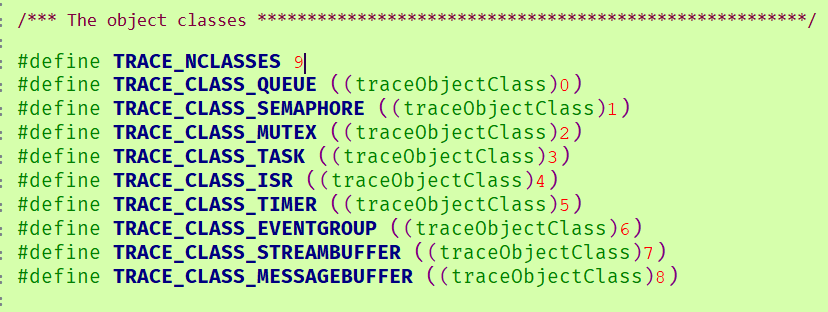 /*** The object classes *******************************************************/
#define TRACE_NCLASSES 9
#define TRACE_CLASS_QUEUE ((traceObjectClass)0)
#define TRACE_CLASS_SEMAPHORE ((traceObjectClass)1)
#define TRACE_CLASS_MUTEX ((traceObjectClass)2)
#define TRACE_CLASS_TASK ((traceObjectClass)3)
#define TRACE_CLASS_ISR ((traceObjectClass)4)
#define TRACE_CLASS_TIMER ((traceObjectClass)5)
#define TRACE_CLASS_EVENTGROUP ((traceObjectClass)6)
#define TRACE_CLASS_STREAMBUFFER ((traceObjectClass)7)
#define TRACE_CLASS_MESSAGEBUFFER ((traceObjectClass)8)